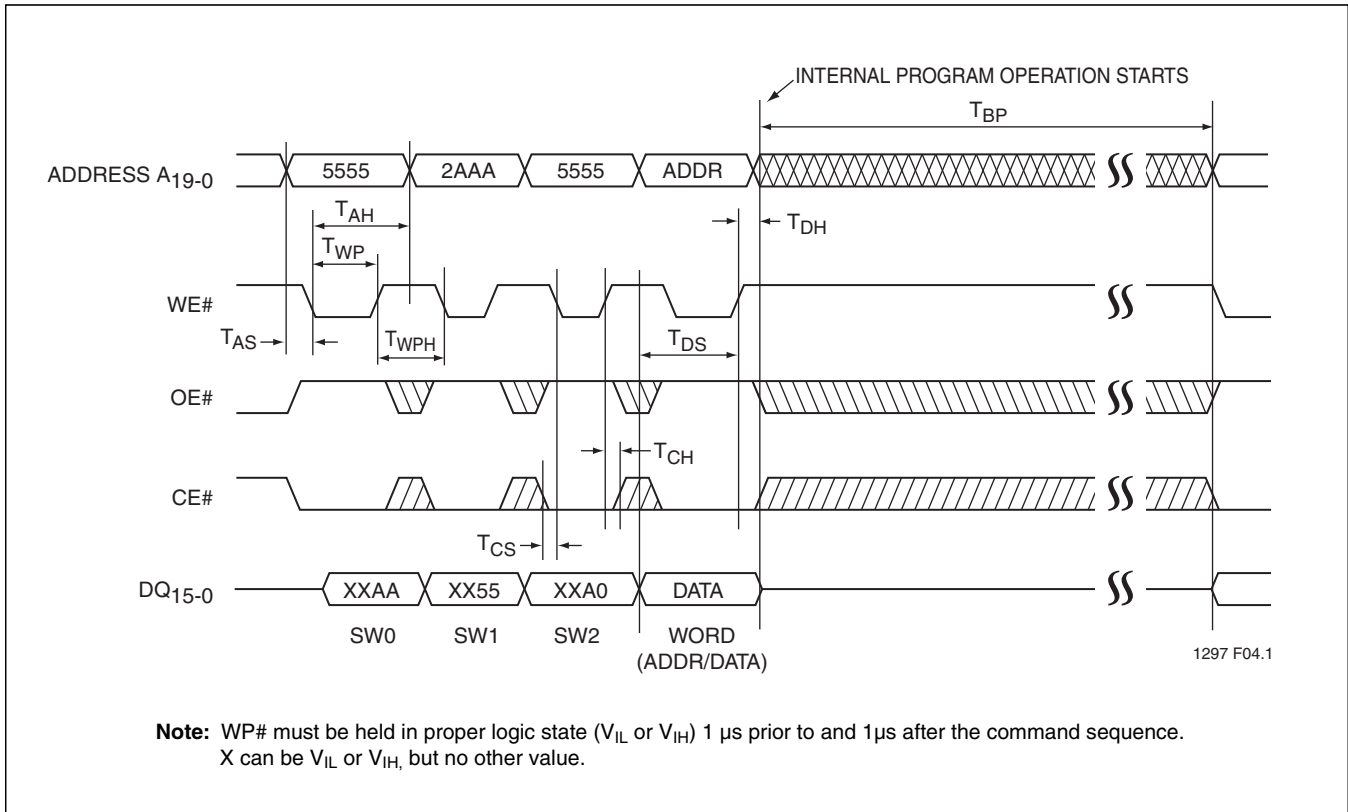 INTERNAL PROGRAM OPERATION STARTS
TBP
ADDRESS A19-0
5555
2AAA
5555
ADDR
TAH
TDH
TWP
WE#
TAS
TWPH
TDS
OE#
TCH
CE#
TCS
DQ15-0
XXAA
XX55
XXA0
DATA
SW0
SW1
SW2
WORD
(ADDR/DATA)
1297 F04.1
Note: WP# must be held in proper logic state (VIL or VIH) 1 µs prior to and 1µs after the command sequence.
X can be VIL or VIH, but no other value.